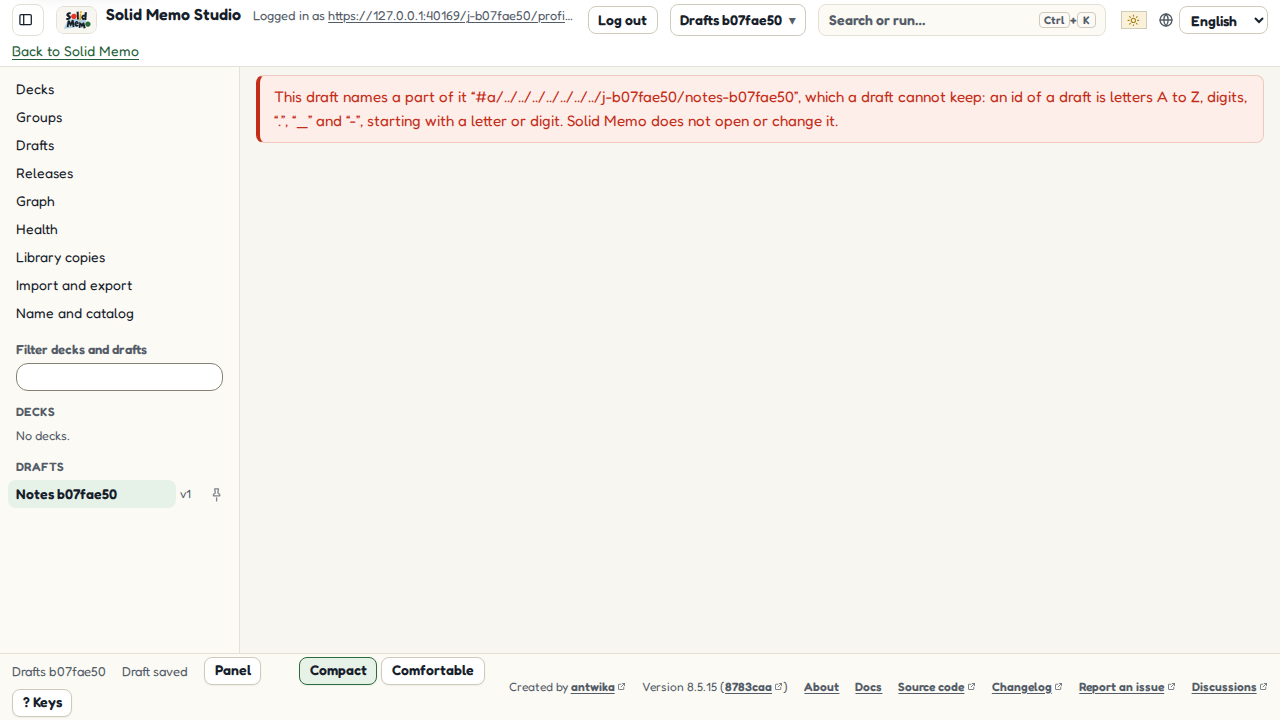 Solid Memo
Solid Memo Studio
Logged in as https://127.0.0.1:40169/j-b07fae50/profi...
Log out
Drafts b07fae50 ▾
Search or run... Ctrl+K
English
Back to Solid Memo
Decks
Groups
Drafts
Releases
Graph
Health
Library copies
Import and export
Name and catalog
Filter decks and drafts
DECKS
No decks.
DRAFTS
Notes b07fae50 v1
This draft names a part of it “#a/../../../../../../../j-b07fae50/notes-b07fae50”, which a draft cannot keep: an id of a draft is letters A to Z, digits,
“.”, “_” and “-”, starting with a letter or digit. Solid Memo does not open or change it.
Drafts b07fae50 Draft saved Panel Compact Comfortable
? Keys
Created by antwika Version 8.5.15 (8783caa) About Docs Source code Changelog Report an issue Discussions